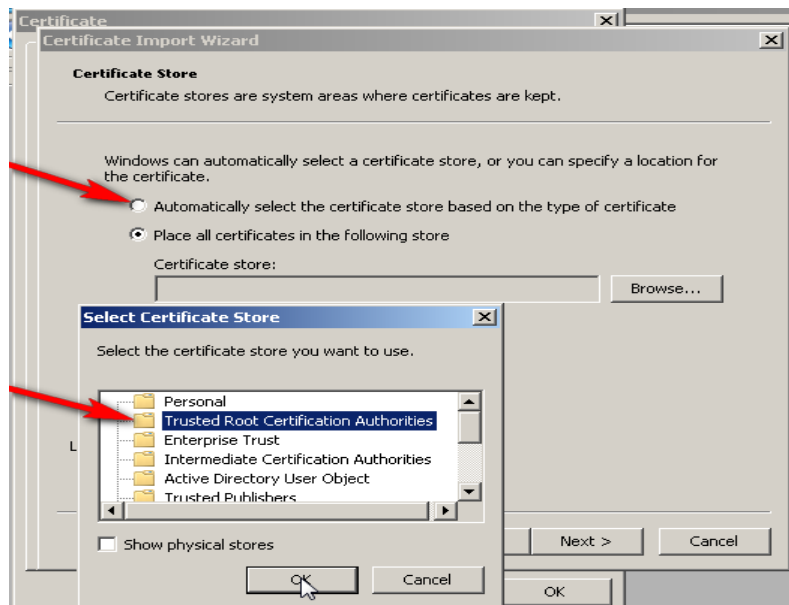 Certificate
Certificate Import Wizard
Certificate Store
Certificate stores are system areas where certificates are kept.
Windows can automatically select a certificate store, or you can specify a location for
the certificate.
Automatically select the certificate store based on the type of certificate
Place all certificates in the following store
Certificate store:
Browse...
Select Certificate Store
Select the certificate store you want to use.
Personal
Trusted Root Certification Authorities
Enterprise Trust
Intermediate Certification Authorities
Active Directory User Object
Trusted Publishers
L
Show physical stores
Next >
Cancel
OK
Cancel
OK